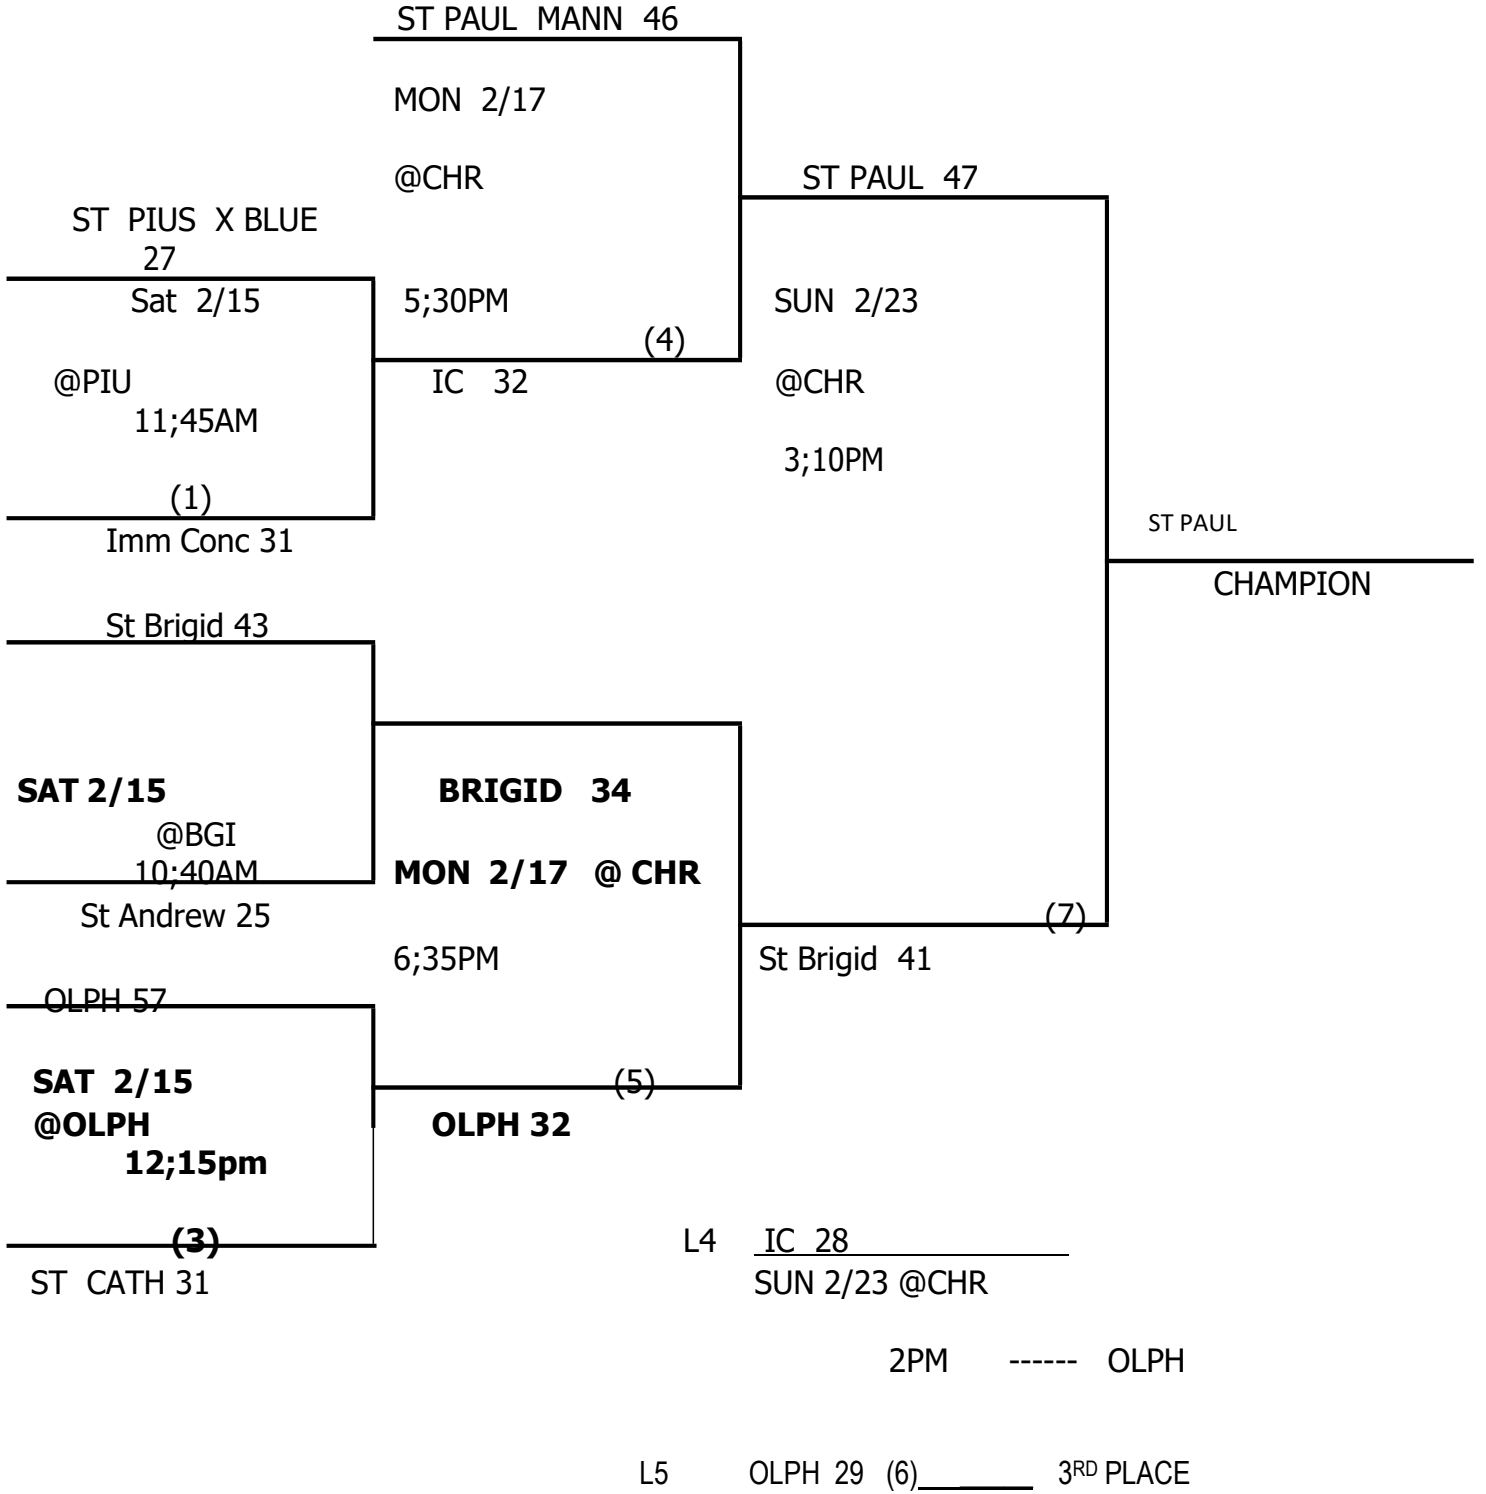 ST PAUL MANN 46
MON 2/17
@CHR
ST PAUL 47
ST PIUS X BLUE
27
Sat 2/15
5;30PM
SUN 2/23
(4)
@PIU
IC 32
@CHR
11;45AM
3;10PM
(1)
Imm Conc 31
ST PAUL
CHAMPION
St Brigid 43
SAT 2/15
BRIGID 34
@BGI
10;40AM
MON 2/17 @ CHR
St Andrew 25
(7)
6;35PM
St Brigid 41
OLPH 57
SAT 2/15
(5)
@OLPH
OLPH 32
12;15pm
(3)
L4 IC 28
ST CATH 31
SUN 2/23 @CHR
2PM ------ OLPH
L5 OLPH 29 (6)_______ 3RD PLACE